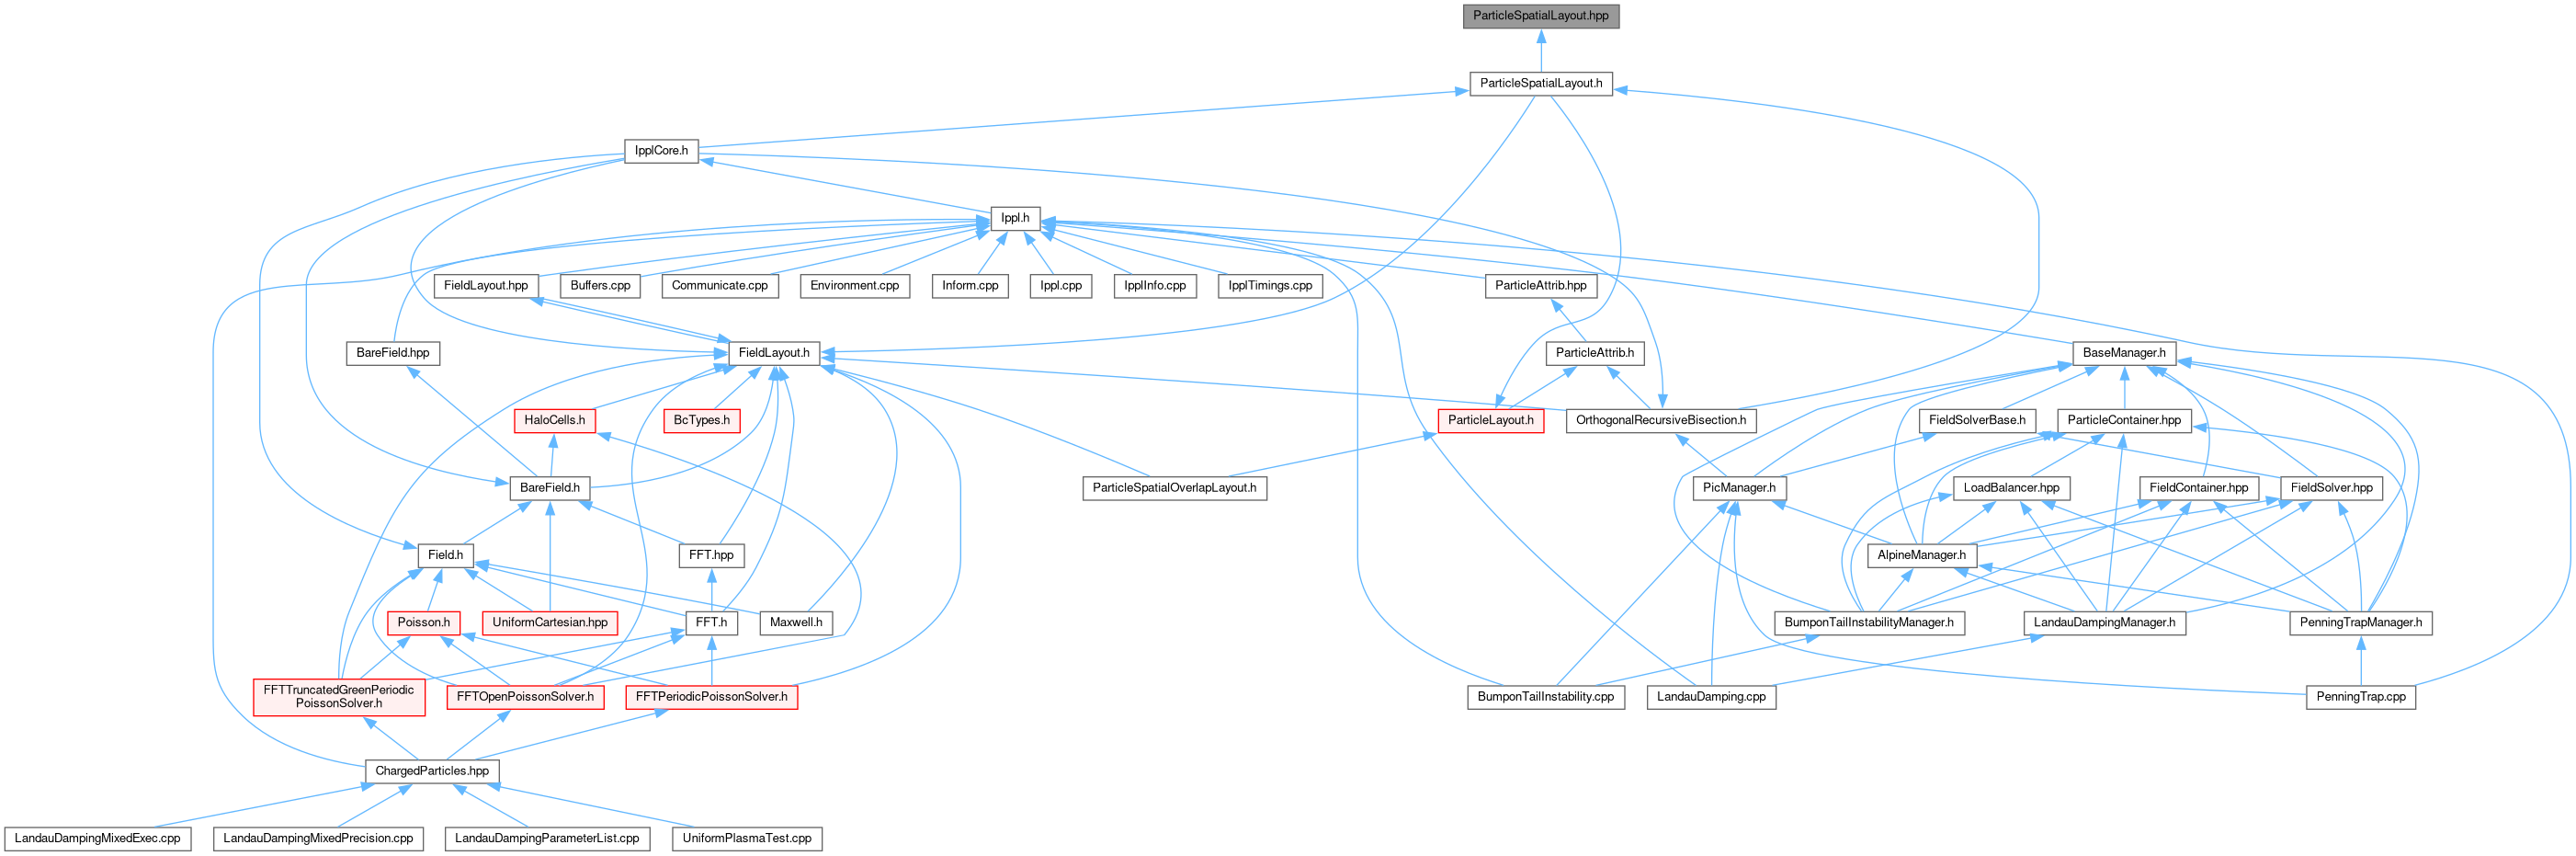 ParticleSpatialLayout.hpp
ParticleSpatialLayout.h
IpplCore.h
Ippl.h
FieldLayout.hpp
Buffers.cpp
Communicate.cpp
Environment.cpp
Inform.cpp
Ippl.cpp
IpplInfo.cpp
IpplTimings.cpp
ParticleAttrib.hpp
BareField.hpp
FieldLayout.h
ParticleAttrib.h
BaseManager.h
HaloCells.h
BcTypes.h
ParticleLayout.h
OrthogonalRecursiveBisection.h
FieldSolverBase.h
ParticleContainer.hpp
BareField.h
ParticleSpatialOverlapLayout.h
PicManager.h
LoadBalancer.hpp
FieldContainer.hpp
FieldSolver.hpp
Field.h
FFT.hpp
AlpineManager.h
Poisson.h
UniformCartesian.hpp
FFT.h
Maxwell.h
BumponTailInstabilityManager.h
LandauDampingManager.h
PenningTrapManager.h
FFTTruncatedGreenPeriodic
PoissonSolver.h
FFTOpenPoissonSolver.h
FFTPeriodicPoissonSolver.h
BumponTailInstability.cpp
LandauDamping.cpp
PenningTrap.cpp
ChargedParticles.hpp
LandauDampingMixedExec.cpp
LandauDampingMixedPrecision.cpp
LandauDampingParameterList.cpp
UniformPlasmaTest.cpp